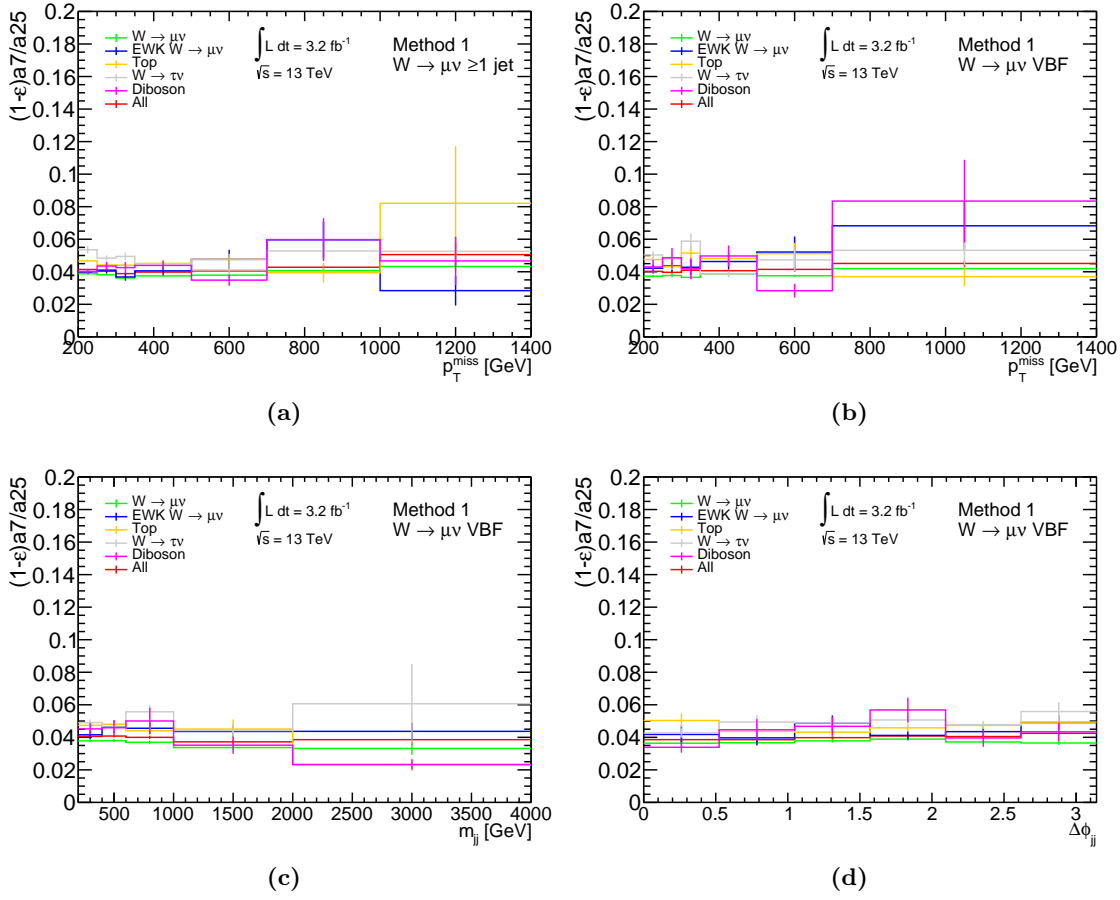 (1-ε)a7/a25
0.2
0.18
0.16
0.14
0.12
0.1
0.08
0.06
0.04
0.02
0
W → μν
EWK W → μν
Top
W → τν
Diboson
All
∫ L dt = 3.2 fb⁻¹
√s = 13 TeV
Method 1
W → μν ≥1 jet
200 400 600 800 1000 1200 1400
p_T^miss [GeV]
(a)
(1-ε)a7/a25
0.2
0.18
0.16
0.14
0.12
0.1
0.08
0.06
0.04
0.02
0
W → μν
EWK W → μν
Top
W → τν
Diboson
All
∫ L dt = 3.2 fb⁻¹
√s = 13 TeV
Method 1
W → μν VBF
200 400 600 800 1000 1200 1400
p_T^miss [GeV]
(b)
(1-ε)a7/a25
0.2
0.18
0.16
0.14
0.12
0.1
0.08
0.06
0.04
0.02
0
W → μν
EWK W → μν
Top
W → τν
Diboson
All
∫ L dt = 3.2 fb⁻¹
√s = 13 TeV
Method 1
W → μν VBF
500 1000 1500 2000 2500 3000 3500 4000
m_jj [GeV]
(c)
(1-ε)a7/a25
0.2
0.18
0.16
0.14
0.12
0.1
0.08
0.06
0.04
0.02
0
W → μν
EWK W → μν
Top
W → τν
Diboson
All
∫ L dt = 3.2 fb⁻¹
√s = 13 TeV
Method 1
W → μν VBF
0 0.5 1 1.5 2 2.5 3
Δϕ_jj
(d)